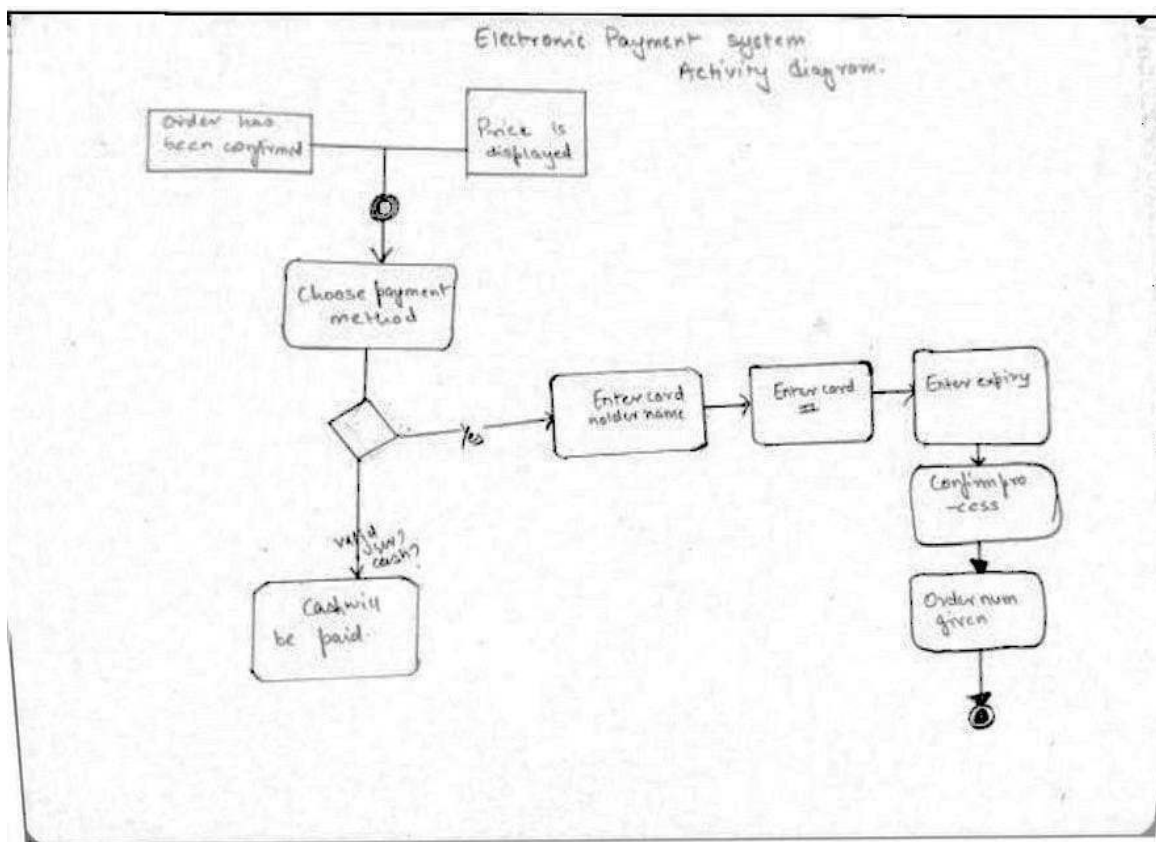 Electronic Payment system
Activity diagram.
Order has
been confirmed
Price is
displayed
Choose payment
method
Yes
Enter card
holder name
Enter card
Enter expiry
Confirm pro
-cess
cash?
Cash will
be paid.
Order num
given